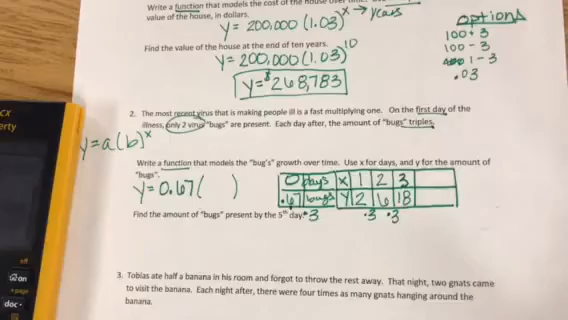 Write a function that models the cost of the house over time.
value of the house, in dollars.
y = 200,000 (1.03)^x → years
Find the value of the house at the end of ten years.
y = 200,000 (1.03)^10
y = $268,783
options
100 + 3
100 - 3
1 - 3
.03
2. The most recent virus that is making people ill is a fast multiplying one. On the first day of the
illness, only 2 virus "bugs" are present. Each day after, the amount of "bugs" triples.
y = a(b)^x
Write a function that models the "bug's" growth over time. Use x for days, and y for the amount of
"bugs".
y = 0.67( )
0 days x 1 2 3
.67 bugs y 2 6 18
Find the amount of "bugs" present by the 5th day.
·3 ·3 ·3
3. Tobias ate half a banana in his room and forgot to throw the rest away. That night, two gnats came
to visit the banana. Each night after, there were four times as many gnats hanging around the
banana.
CX
erty
off
on
+page
doc